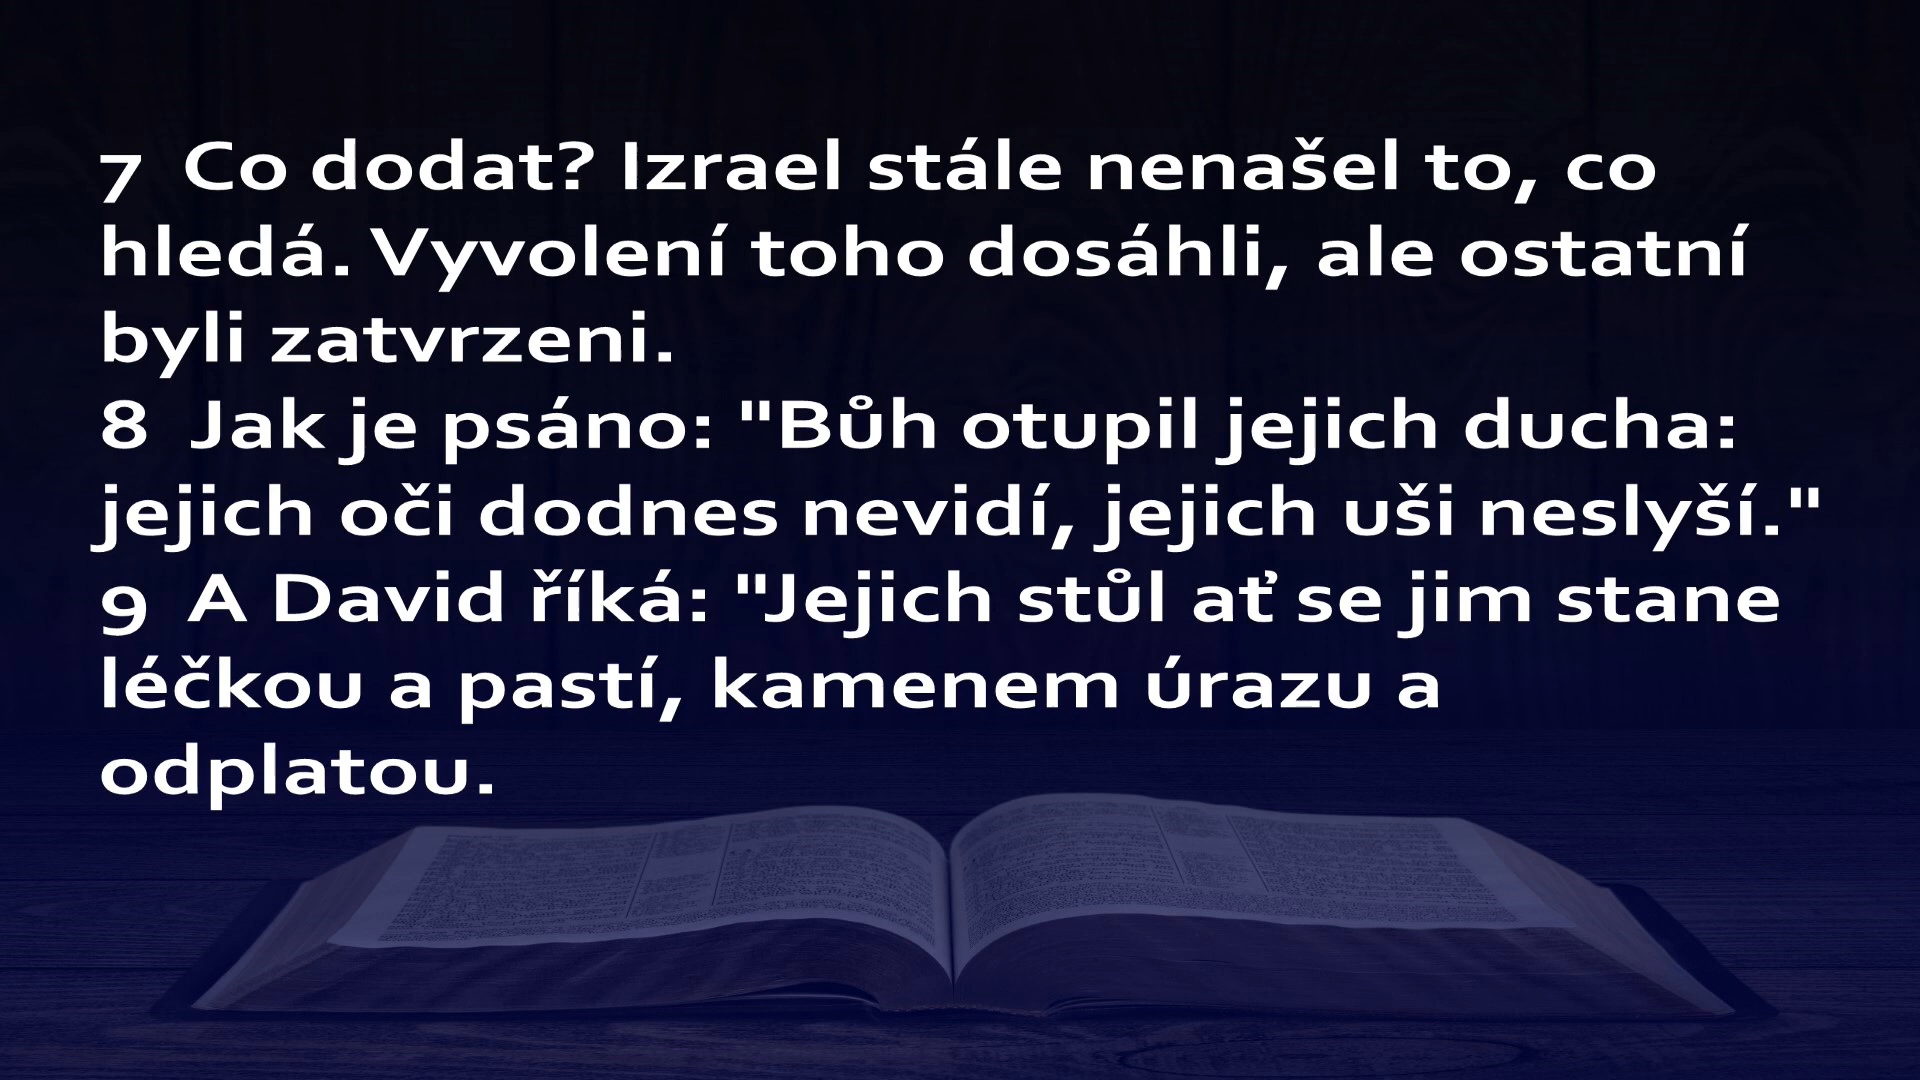 7 Co dodat? Izrael stále nenašel to, co
hledá. Vyvolení toho dosáhli, ale ostatní
byli zatvrzeni.
8 Jak je psáno: "Bůh otupil jejich ducha:
jejich oči dodnes nevidí, jejich uši neslyší."
9 A David říká: "Jejich stůl ať se jim stane
léčkou a pastí, kamenem úrazu a
odplatou.